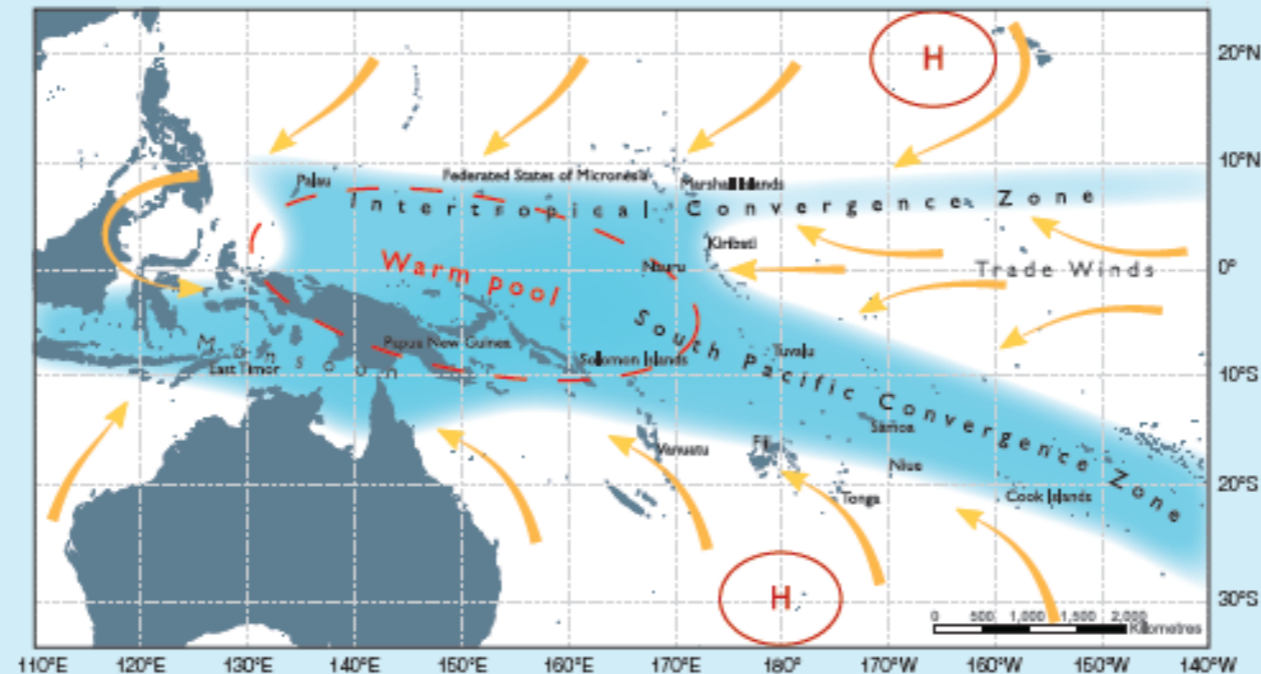 H
20°N
10°N
Palau
Federated States of Micronesia
Marshall Islands
Intertropical Convergence Zone
Kiribati
Warm pool
Nauru
Trade Winds
0°
South Pacific Convergence Zone
Monsoon
Papua New Guinea
East Timor
Solomon Islands
Tuvalu
10°S
Samoa
Vanuatu
Fiji
Niue
Tonga
Cook Islands
20°S
H
30°S
0 500 1,000 1,500 2,000
Kilometres
110°E 120°E 130°E 140°E 150°E 160°E 170°E 180° 170°W 160°W 150°W 140°W